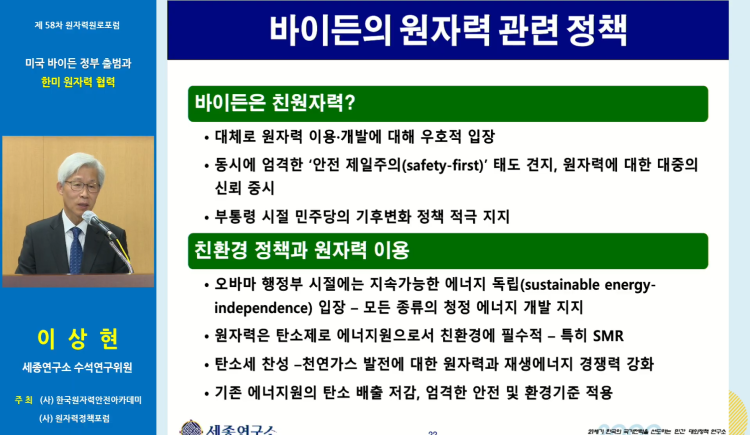 제 58차 원자력원로포럼
미국 바이든 정부 출범과
한미 원자력 협력
이 상 현
세종연구소 수석연구위원
주 최 (사) 한국원자력안전아카데미
(사) 원자력정책포럼
바이든의 원자력 관련 정책
바이든은 친원자력?
• 대체로 원자력 이용·개발에 대해 우호적 입장
• 동시에 엄격한 ‘안전 제일주의(safety-first)’ 태도 견지, 원자력에 대한 대중의
신뢰 중시
• 부통령 시절 민주당의 기후변화 정책 적극 지지
친환경 정책과 원자력 이용
• 오바마 행정부 시절에는 지속가능한 에너지 독립(sustainable energy-
independence) 입장 – 모든 종류의 청정 에너지 개발 지지
• 원자력은 탄소제로 에너지원으로서 친환경에 필수적 – 특히 SMR
• 탄소세 찬성 –천연가스 발전에 대한 원자력과 재생에너지 경쟁력 강화
• 기존 에너지원의 탄소 배출 저감, 엄격한 안전 및 환경기준 적용
세종연구소